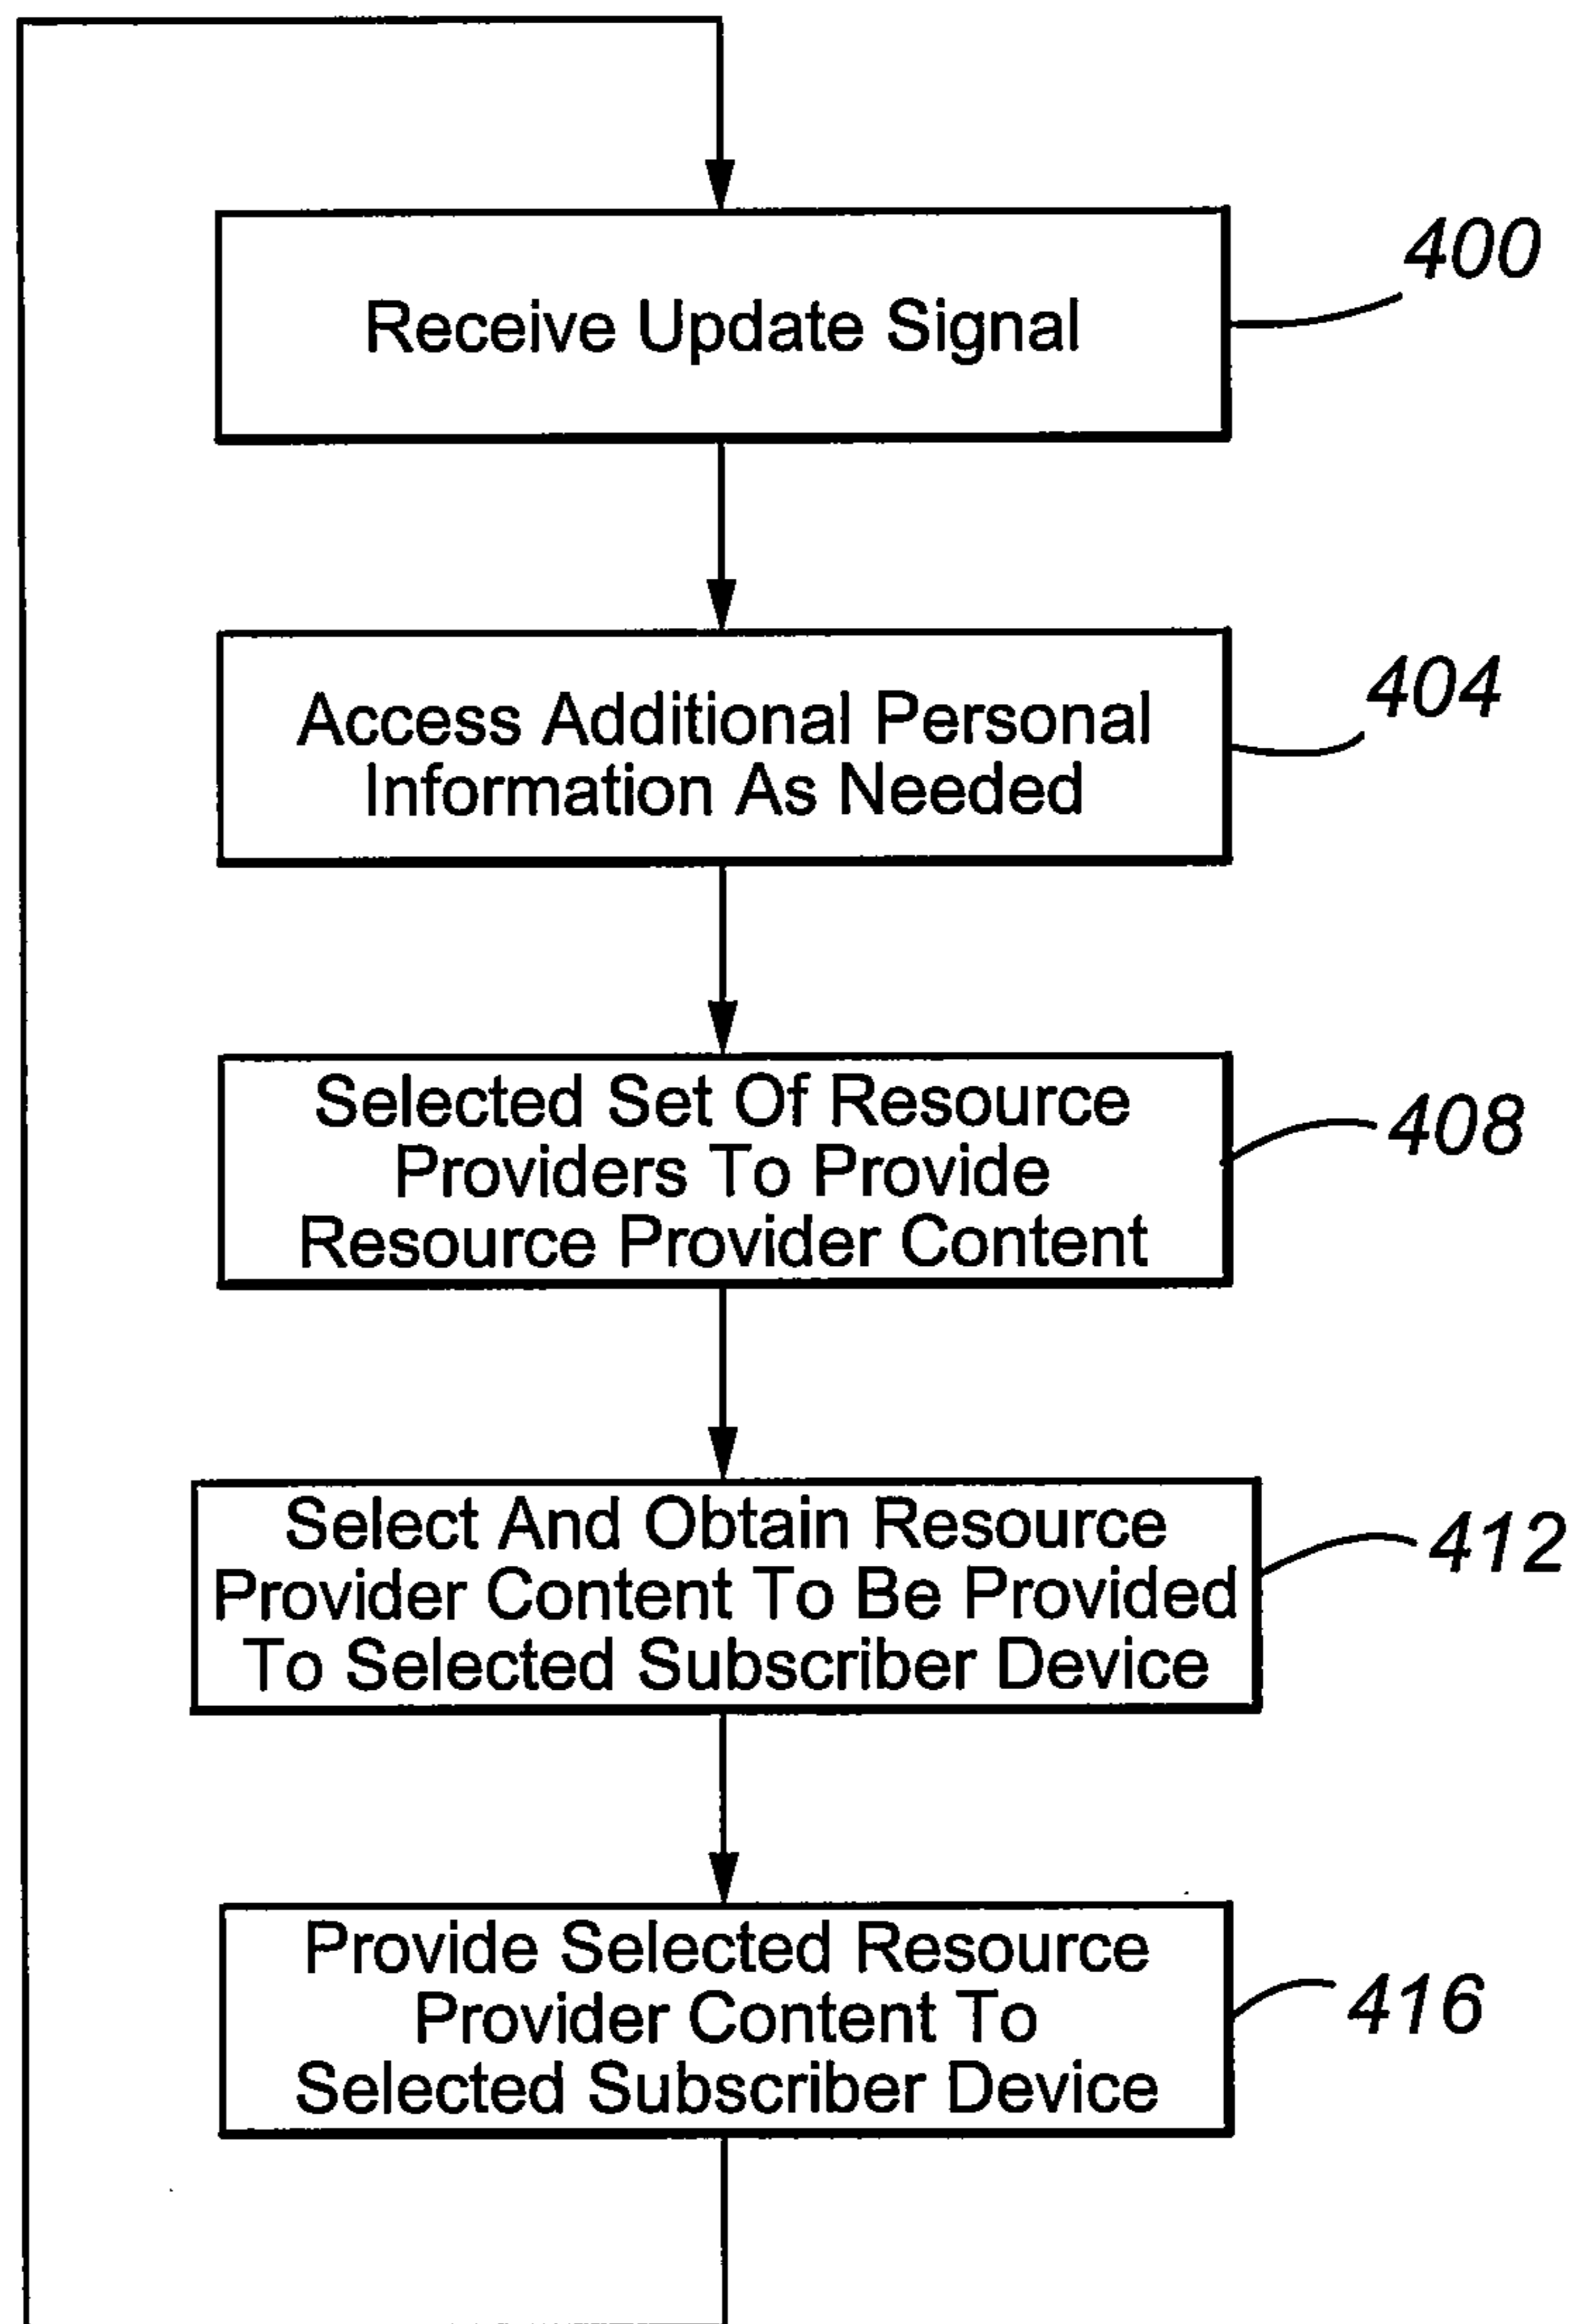 Receive Update Signal
400
Access Additional Personal
Information As Needed
404
Selected Set Of Resource
Providers To Provide
Resource Provider Content
408
Select And Obtain Resource
Provider Content To Be Provided
To Selected Subscriber Device
412
Provide Selected Resource
Provider Content To
Selected Subscriber Device
416